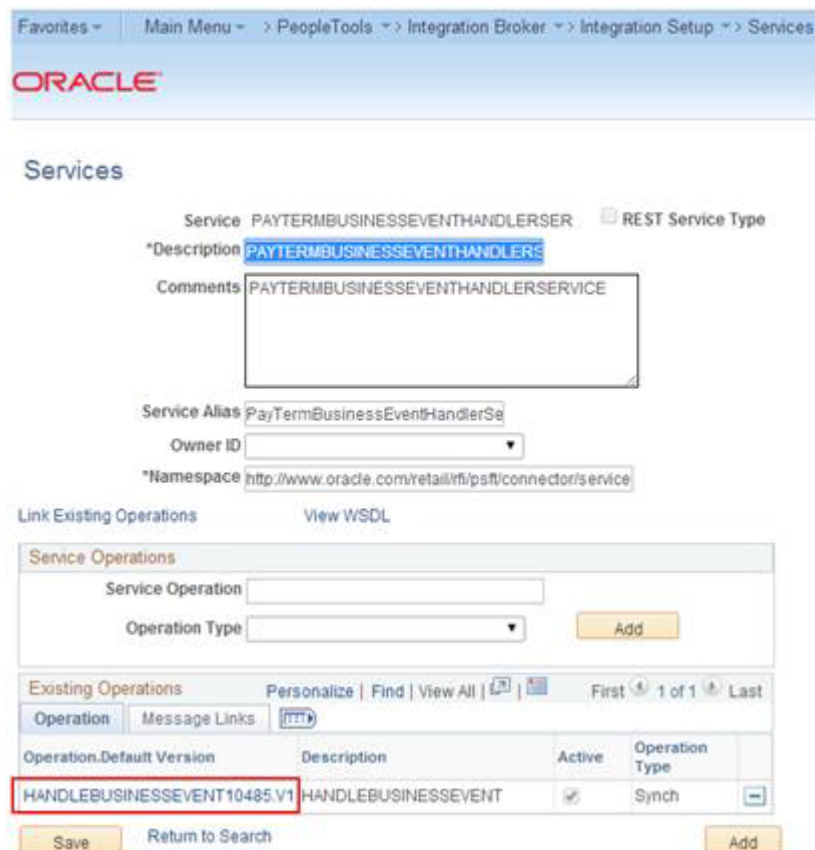 Favorites Main Menu > PeopleTools > Integration Broker > Integration Setup > Services
ORACLE
Services
Service PAYTERMBUSINESSEVENTHANDLERSER REST Service Type
*Description PAYTERMBUSINESSEVENTHANDLERS
Comments PAYTERMBUSINESSEVENTHANDLERSERVICE
Service Alias PayTermBusinessEventHandlerSe
Owner ID
*Namespace http://www.oracle.com/retail/rfi/psft/connector/service
Link Existing Operations View WSDL
Service Operations
Service Operation
Operation Type Add
Existing Operations Personalize | Find | View All | | First 1 of 1 Last
Operation Message Links
Operation.Default Version Description Active Operation Type
HANDLEBUSINESSEVENT10485.V1 HANDLEBUSINESSEVENT Synch
Save Return to Search Add